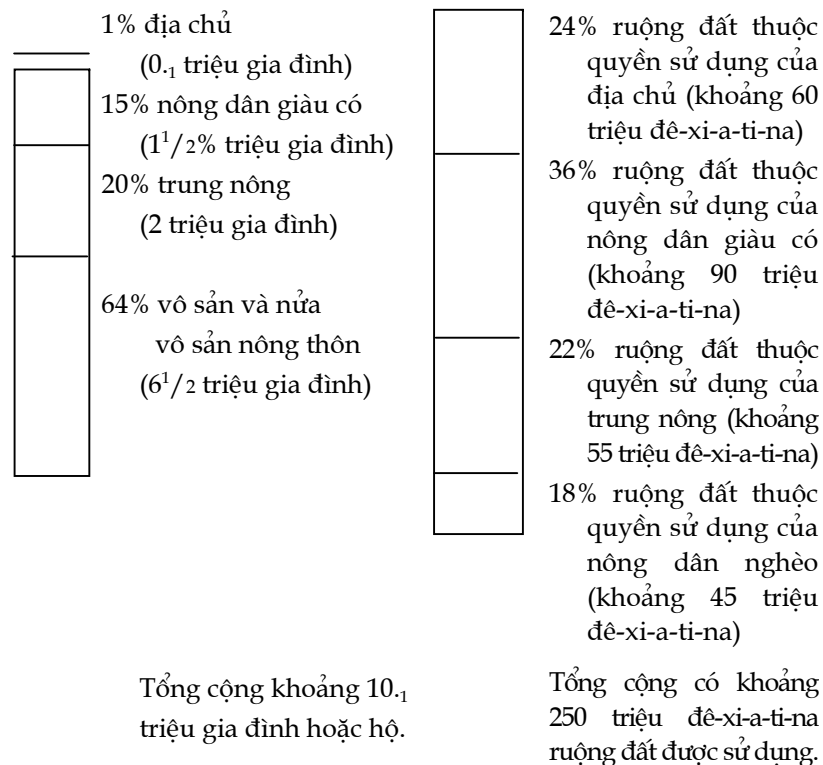 1% địa chủ
(0.₁ triệu gia đình)
15% nông dân giàu có
(1¹/2% triệu gia đình)
20% trung nông
(2 triệu gia đình)
64% vô sản và nửa
vô sản nông thôn
(6¹/2 triệu gia đình)
Tổng cộng khoảng 10.₁
triệu gia đình hoặc hộ.
24% ruộng đất thuộc
quyền sử dụng của
địa chủ (khoảng 60
triệu đê-xi-a-ti-na)
36% ruộng đất thuộc
quyền sử dụng của
nông dân giàu có
(khoảng 90 triệu
đê-xi-a-ti-na)
22% ruộng đất thuộc
quyền sử dụng của
trung nông (khoảng
55 triệu đê-xi-a-ti-na)
18% ruộng đất thuộc
quyền sử dụng của
nông dân nghèo
(khoảng 45 triệu
đê-xi-a-ti-na)
Tổng cộng có khoảng
250 triệu đê-xi-a-ti-na
ruộng đất được sử dụng.